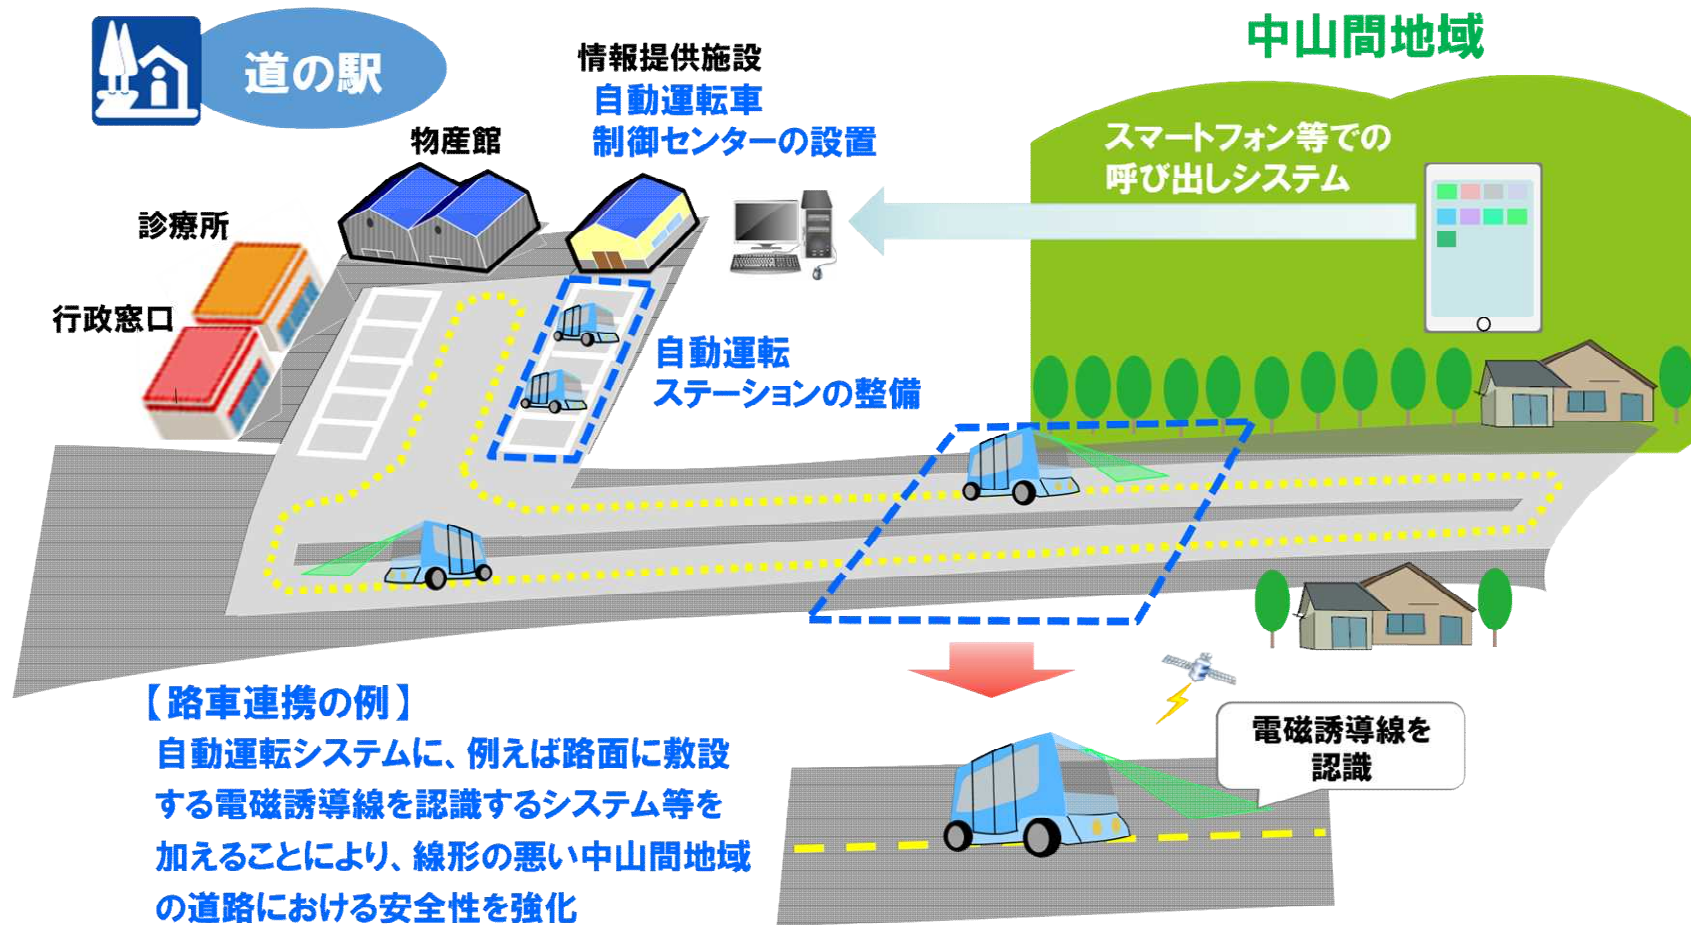 道の駅
情報提供施設
自動運転車
制御センターの設置
中山間地域
スマートフォン等での
呼び出しシステム
物産館
診療所
行政窓口
自動運転
ステーションの整備
【路車連携の例】
自動運転システムに、例えば路面に敷設
する電磁誘導線を認識するシステム等を
加えることにより、線形の悪い中山間地域
の道路における安全性を強化
電磁誘導線を
認識